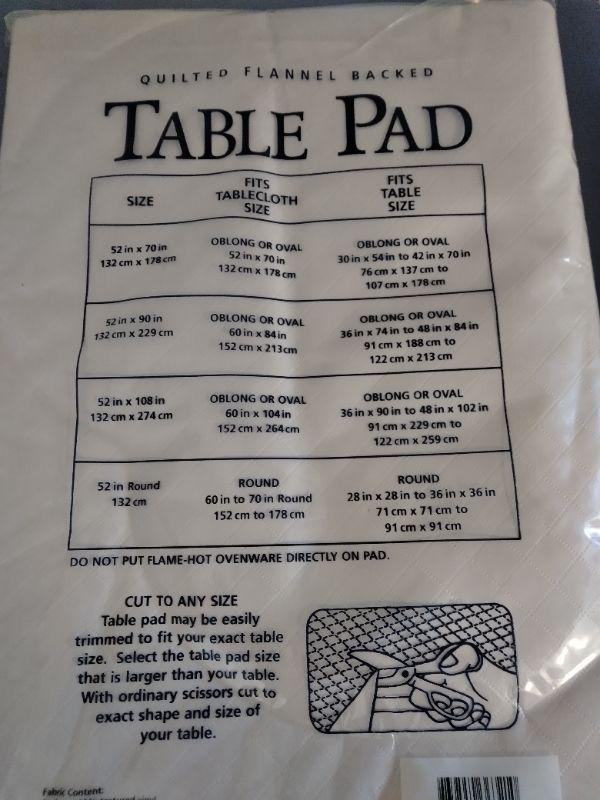 QUILTED FLANNEL BACKED
TABLE PAD
SIZE
FITS
TABLECLOTH
SIZE
FITS
TABLE
SIZE
52 in x 70 in
132 cm x 178 cm
OBLONG OR OVAL
52 in x 70 in
132 cm x 178 cm
OBLONG OR OVAL
30 in x 54 in to 42 in x 70 in
76 cm x 137 cm to
107 cm x 178 cm
52 in x 90 in
132 cm x 229 cm
OBLONG OR OVAL
60 in x 84 in
152 cm x 213cm
OBLONG OR OVAL
36 in x 74 in to 48 in x 84 in
91 cm x 188 cm to
122 cm x 213 cm
52 in x 108 in
132 cm x 274 cm
OBLONG OR OVAL
60 in x 104 in
152 cm x 264cm
OBLONG OR OVAL
36 in x 90 in to 48 in x 102 in
91 cm x 229 cm to
122 cm x 259 cm
52 in Round
132 cm
ROUND
60 in to 70 in Round
152 cm to 178 cm
ROUND
28 in x 28 in to 36 in x 36 in
71 cm x 71 cm to
91 cm x 91 cm
DO NOT PUT FLAME-HOT OVENWARE DIRECTLY ON PAD.
CUT TO ANY SIZE
Table pad may be easily
trimmed to fit your exact table
size. Select the table pad size
that is larger than your table.
With ordinary scissors cut to
exact shape and size of
your table.
Fabric Content: